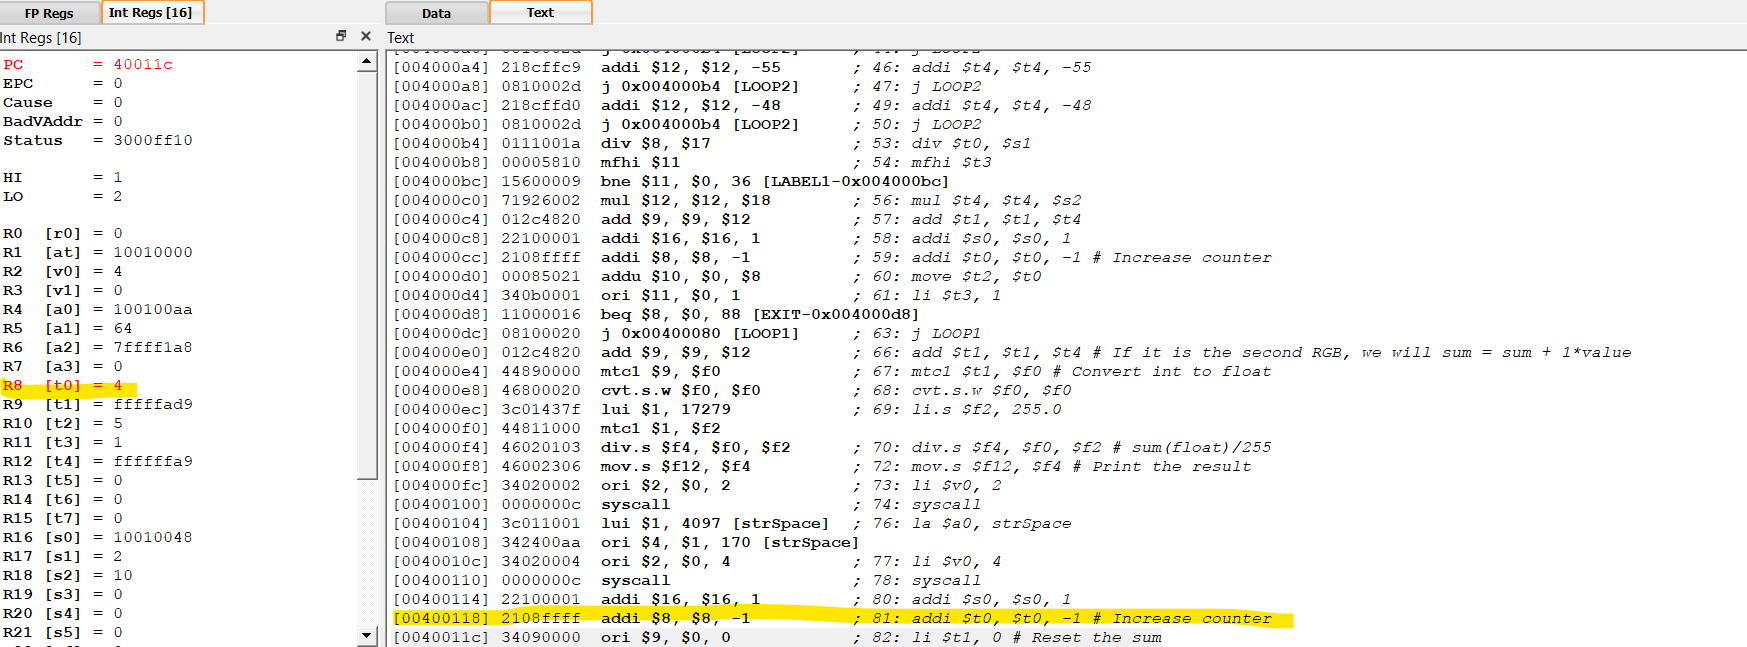 FP Regs
Int Regs [16]
Data
Text
Int Regs [16]
Text
PC = 40011c
EPC = 0
Cause = 0
BadVAddr = 0
Status = 3000ff10
HI = 1
LO = 2
R0 [r0] = 0
R1 [at] = 10010000
R2 [v0] = 4
R3 [v1] = 0
R4 [a0] = 100100aa
R5 [a1] = 64
R6 [a2] = 7ffff1a8
R7 [a3] = 0
R8 [t0] = 4
R9 [t1] = fffffad9
R10 [t2] = 5
R11 [t3] = 1
R12 [t4] = ffffffa9
R13 [t5] = 0
R14 [t6] = 0
R15 [t7] = 0
R16 [s0] = 10010048
R17 [s1] = 2
R18 [s2] = 10
R19 [s3] = 0
R20 [s4] = 0
R21 [s5] = 0
[004000a4] 218cffc9 addi $12, $12, -55 ; 46: addi $t4, $t4, -55
[004000a8] 0810002d j 0x004000b4 [LOOP2] ; 47: j LOOP2
[004000ac] 218cffd0 addi $12, $12, -48 ; 49: addi $t4, $t4, -48
[004000b0] 0810002d j 0x004000b4 [LOOP2] ; 50: j LOOP2
[004000b4] 0111001a div $8, $17 ; 53: div $t0, $s1
[004000b8] 00005810 mfhi $11 ; 54: mfhi $t3
[004000bc] 15600009 bne $11, $0, 36 [LABEL1-0x004000bc]
[004000c0] 71926002 mul $12, $12, $18 ; 56: mul $t4, $t4, $s2
[004000c4] 012c4820 add $9, $9, $12 ; 57: add $t1, $t1, $t4
[004000c8] 22100001 addi $16, $16, 1 ; 58: addi $s0, $s0, 1
[004000cc] 2108ffff addi $8, $8, -1 ; 59: addi $t0, $t0, -1 # Increase counter
[004000d0] 00085021 addu $10, $0, $8 ; 60: move $t2, $t0
[004000d4] 340b0001 ori $11, $0, 1 ; 61: li $t3, 1
[004000d8] 11000016 beq $8, $0, 88 [EXIT-0x004000d8]
[004000dc] 08100020 j 0x00400080 [LOOP1] ; 63: j LOOP1
[004000e0] 012c4820 add $9, $9, $12 ; 66: add $t1, $t1, $t4 # If it is the second RGB, we will sum = sum + 1*value
[004000e4] 44890000 mtc1 $9, $f0 ; 67: mtc1 $t1, $f0 # Convert int to float
[004000e8] 46800020 cvt.s.w $f0, $f0 ; 68: cvt.s.w $f0, $f0
[004000ec] 3c01437f lui $1, 17279 ; 69: li.s $f2, 255.0
[004000f0] 44811000 mtc1 $1, $f2
[004000f4] 46020103 div.s $f4, $f0, $f2 ; 70: div.s $f4, $f0, $f2 # sum(float)/255
[004000f8] 46002306 mov.s $f12, $f4 ; 72: mov.s $f12, $f4 # Print the result
[004000fc] 34020002 ori $2, $0, 2 ; 73: li $v0, 2
[00400100] 0000000c syscall ; 74: syscall
[00400104] 3c011001 lui $1, 4097 [strSpace] ; 76: la $a0, strSpace
[00400108] 342400aa ori $4, $1, 170 [strSpace]
[0040010c] 34020004 ori $2, $0, 4 ; 77: li $v0, 4
[00400110] 0000000c syscall ; 78: syscall
[00400114] 22100001 addi $16, $16, 1 ; 80: addi $s0, $s0, 1
[00400118] 2108ffff addi $8, $8, -1 ; 81: addi $t0, $t0, -1 # Increase counter
[0040011c] 34090000 ori $9, $0, 0 ; 82: li $t1, 0 # Reset the sum